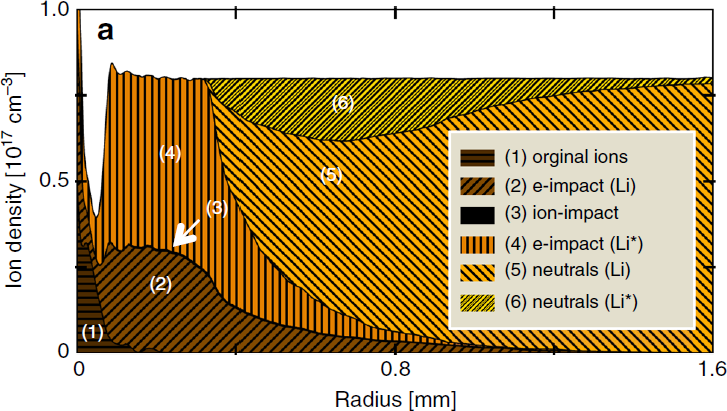 a
1.0
0.5
0
Ion density [10¹⁷ cm⁻³]
(1)
(2)
(3)
(4)
(5)
(6)
(1) orginal ions
(2) e-impact (Li)
(3) ion-impact
(4) e-impact (Li*)
(5) neutrals (Li)
(6) neutrals (Li*)
0
0.8
1.6
Radius [mm]